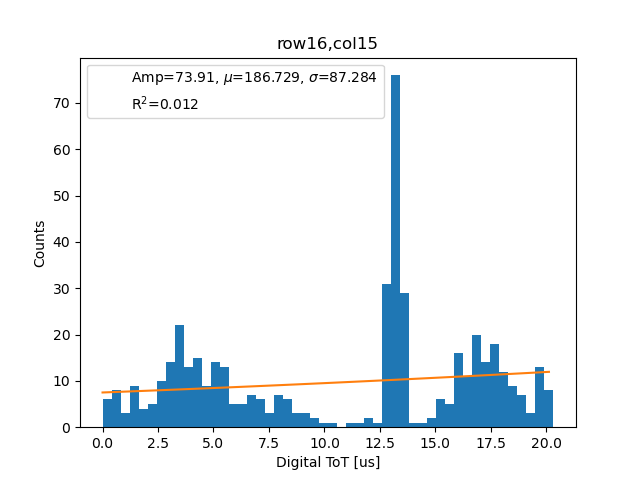 row16,col15
Amp=73.91, μ=186.729, σ=87.284
R²=0.012
Counts
70
60
50
40
30
20
10
0
0.0 2.5 5.0 7.5 10.0 12.5 15.0 17.5 20.0
Digital ToT [us]